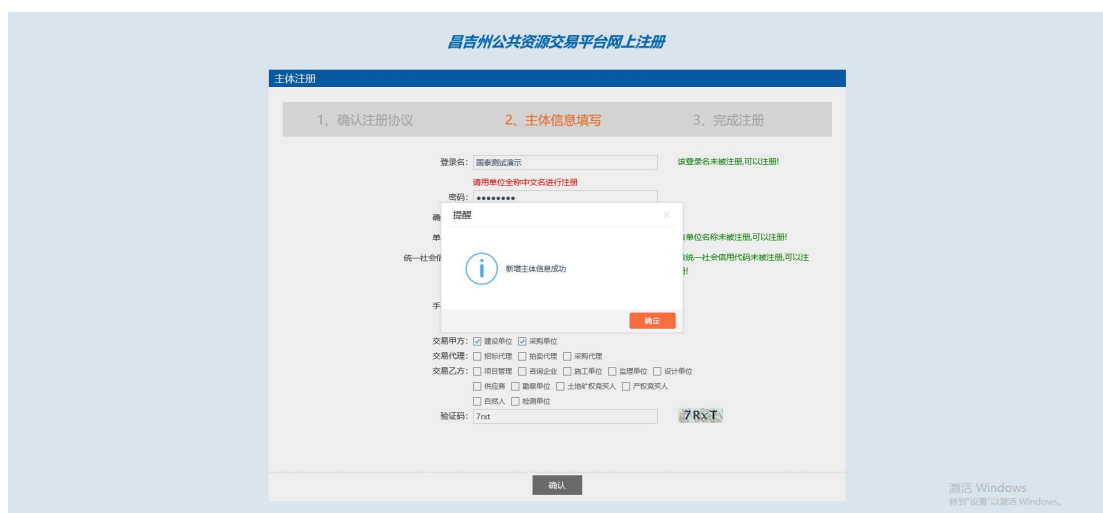 昌吉州公共资源交易平台网上注册
主体注册
1、确认注册协议 2、主体信息填写 3、完成注册
登录名: 国泰测试演示 该登录名未被注册,可以注册!
请用单位全称中文名进行注册
密码: ●●●●●●●●
确
提醒 ×
单
单位名称未被注册,可以注册!
统一社会信
统一社会信用代码未被注册,可以注
册!
新增主体信息成功
手
确定
交易甲方: 建设单位 采购单位
交易代理: 招标代理 拍卖代理 采购代理
交易乙方: 项目管理 咨询企业 施工单位 监理单位 设计单位
供应商 勘察单位 土地矿权竞买人 产权竞买人
自然人 检测单位
验证码: 7rxt 7RxT
确认
激活 Windows
转到"设置"以激活 Windows。